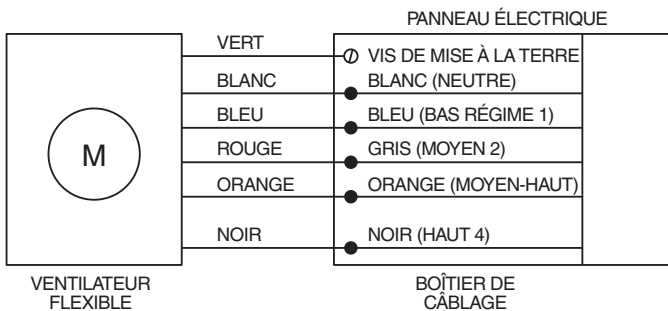 PANNEAU ÉLECTRIQUE
VERT
VIS DE MISE À LA TERRE
BLANC
BLANC (NEUTRE)
BLEU
BLEU (BAS RÉGIME 1)
M
ROUGE
GRIS (MOYEN 2)
ORANGE
ORANGE (MOYEN-HAUT)
NOIR
NOIR (HAUT 4)
VENTILATEUR
FLEXIBLE
BOÎTIER DE
CÂBLAGE